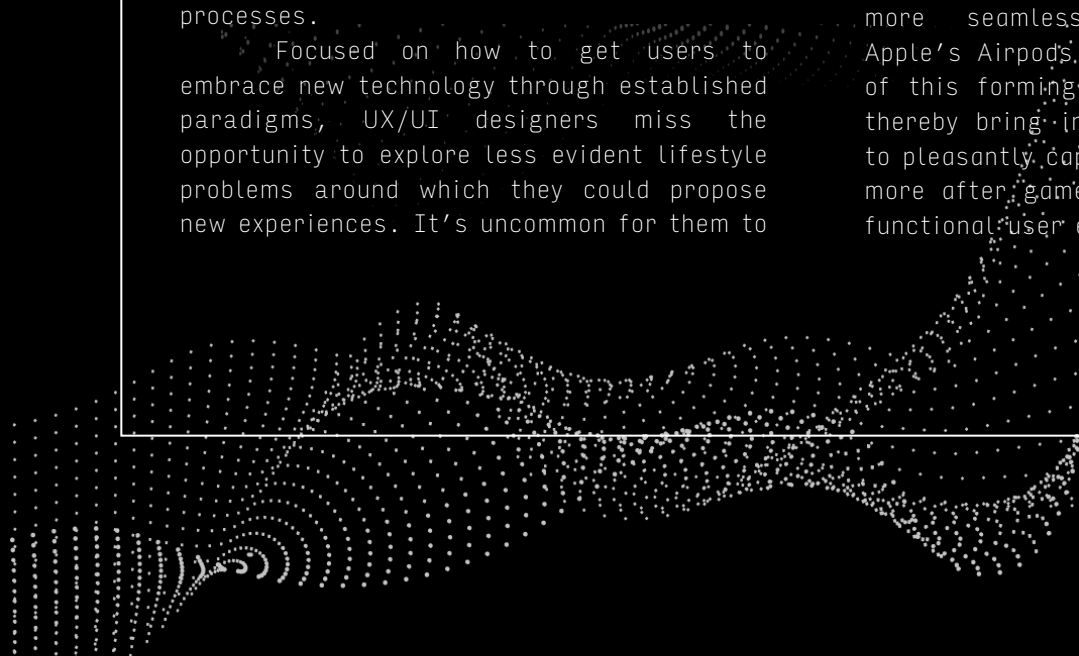 processes.
Focused on how to get users to
embrace new technology through established
paradigms, UX/UI designers miss the
opportunity to explore less evident lifestyle
problems around which they could propose
new experiences. It's uncommon for them to
more seamless
Apple's Airpods,
of this forming
thereby bring
to pleasantly
more after game
functional user